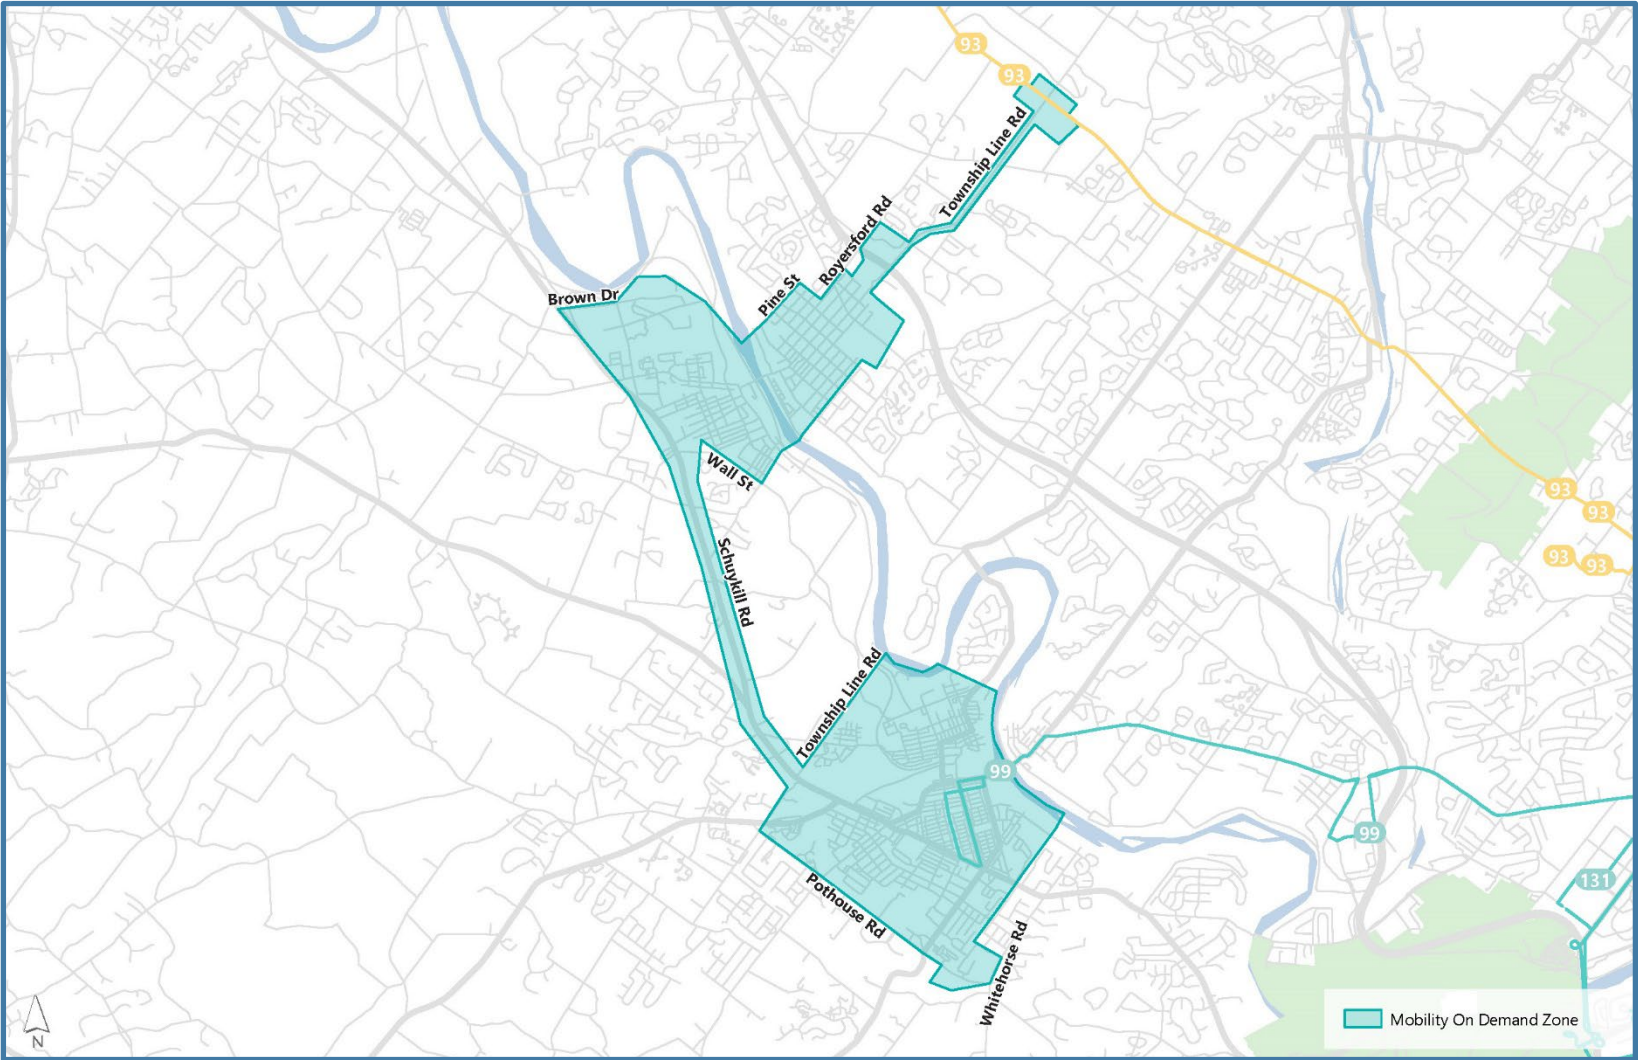 93
93
Township Line Rd
Royersford Rd
Pine St
Brown Dr
Wall St
93
93
Schuykill Rd
93
93
Township Line Rd
99
99
131
Pothouse Rd
Whitehorse Rd
Mobility On Demand Zone
N